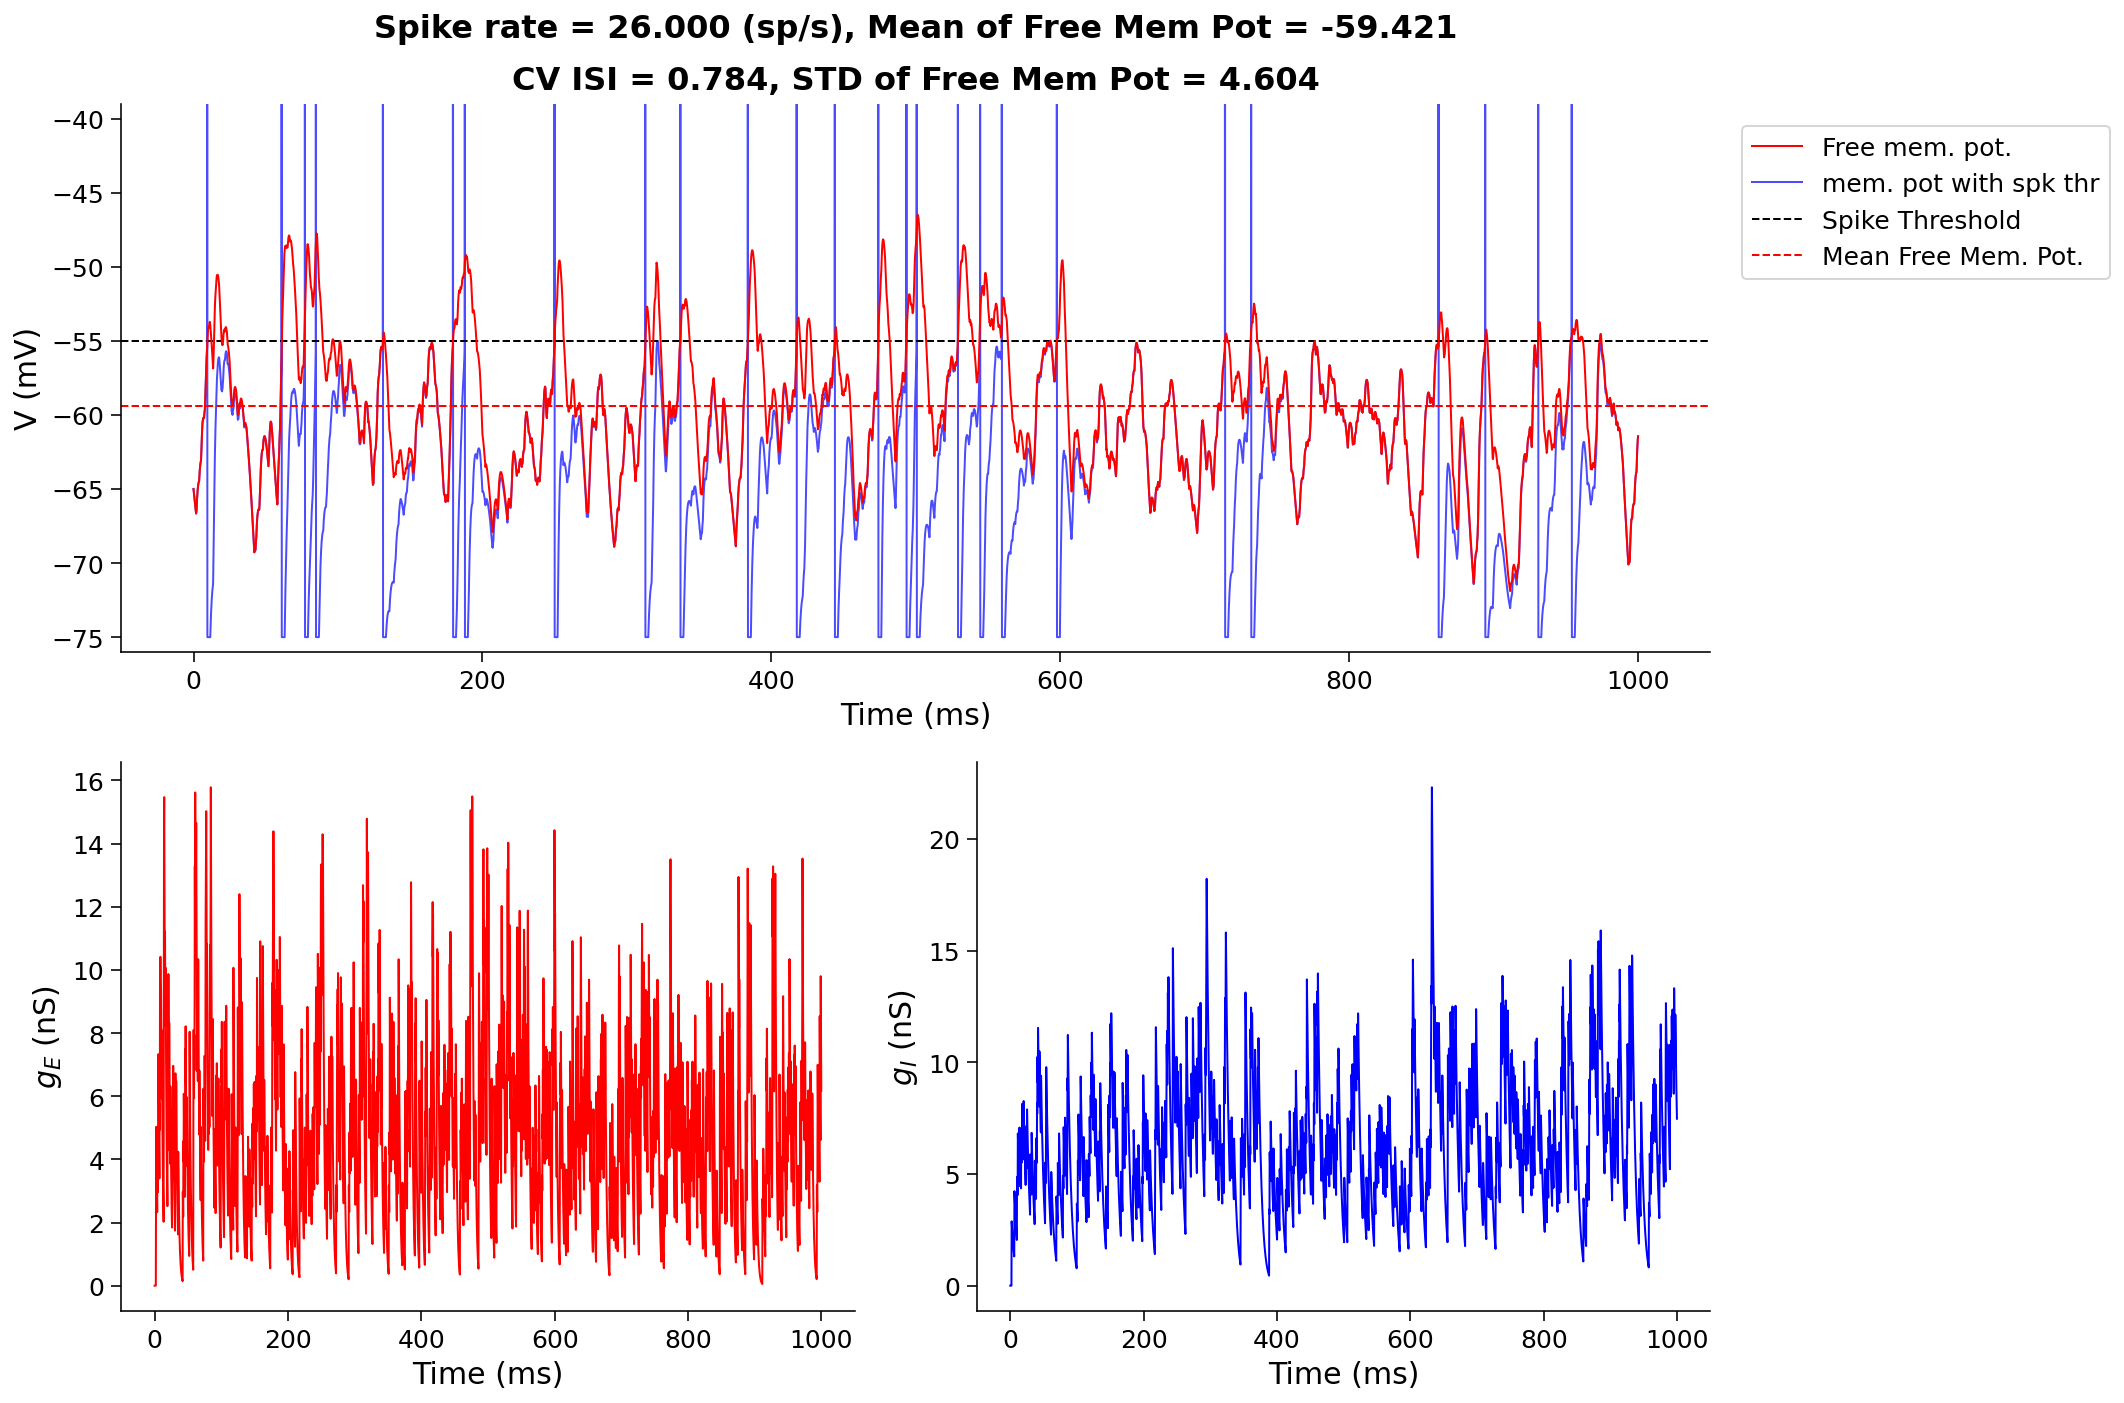 Spike rate = 26.000 (sp/s), Mean of Free Mem Pot = -59.421
CV ISI = 0.784, STD of Free Mem Pot = 4.604
−40
−45
−50
−55
−60
−65
−70
−75
V (mV)
0 200 400 600 800 1000
Time (ms)
Free mem. pot.
mem. pot with spk thr
Spike Threshold
Mean Free Mem. Pot.
16
14
12
10
8
6
4
2
0
g_E (nS)
0 200 400 600 800 1000
Time (ms)
20
15
10
5
0
g_I (nS)
0 200 400 600 800 1000
Time (ms)